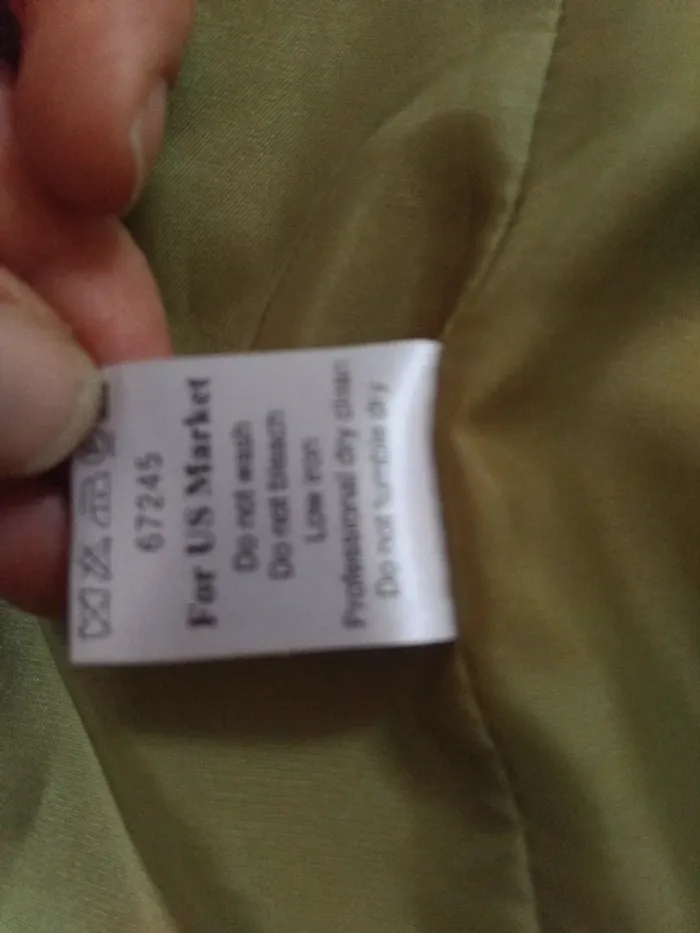 67245
For US Market
Do not wash
Do not bleach
Low iron
Professional dry clean
Do not tumble dry